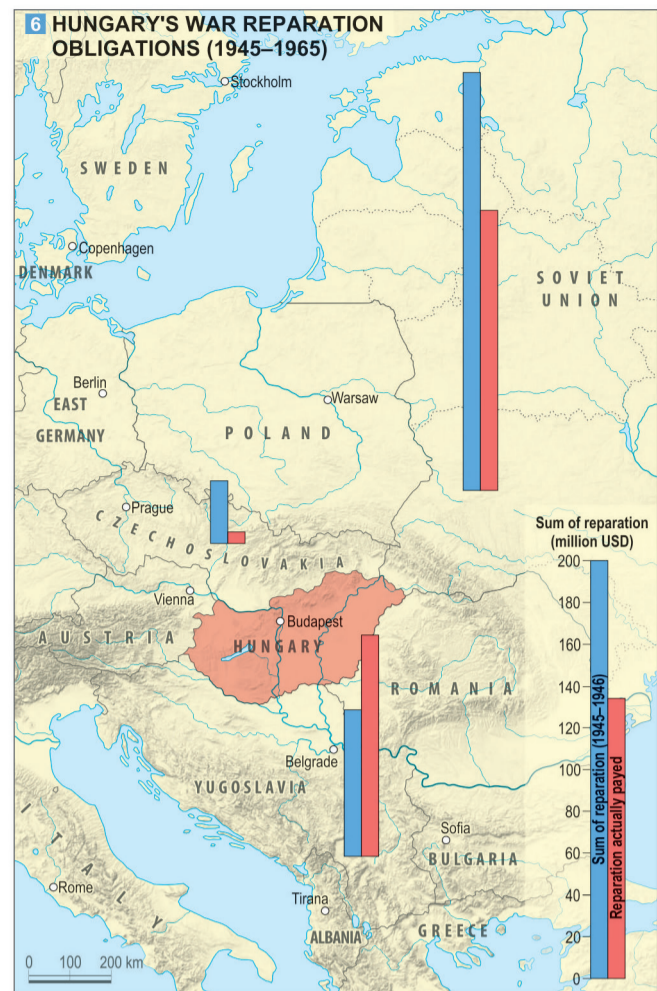 6 HUNGARY'S WAR REPARATION
OBLIGATIONS (1945–1965)
Stockholm
SWEDEN
Copenhagen
DENMARK
SOVIET
UNION
Berlin
EAST
GERMANY
Warsaw
POLAND
Prague
CZECHOSLOVAKIA
Vienna
AUSTRIA
Budapest
HUNGARY
ROMANIA
Belgrade
YUGOSLAVIA
Sofia
BULGARIA
ITALY
Rome
Tirana
ALBANIA
GREECE
0 100 200 km
Sum of reparation
(million USD)
200
180
160
140
120
100
80
60
40
20
0
Sum of reparation (1945–1946)
Reparation actually payed